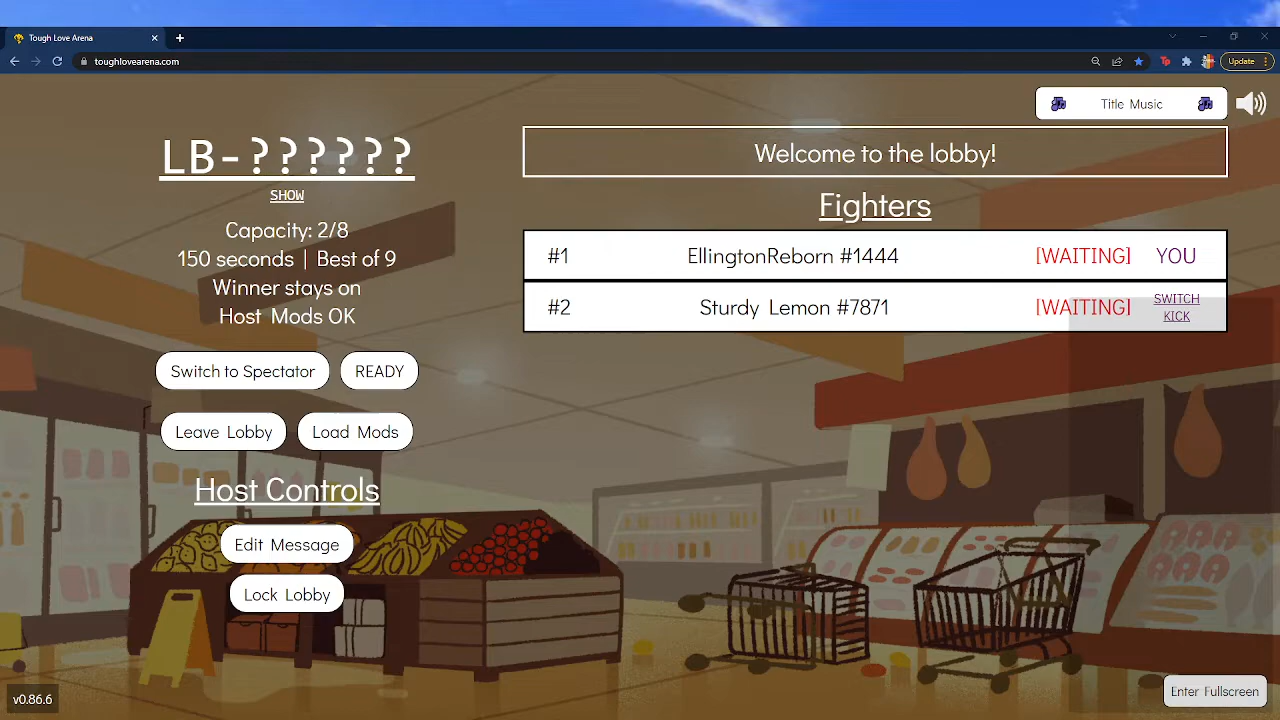 Tough Love Arena
toughlovearena.com
Update
Title Music
LB-??????
SHOW
Capacity: 2/8
150 seconds | Best of 9
Winner stays on
Host Mods OK
Switch to Spectator
READY
Leave Lobby
Load Mods
Host Controls
Edit Message
Lock Lobby
Welcome to the lobby!
Fighters
#1 EllingtonReborn #1444 [WAITING] YOU
#2 Sturdy Lemon #7871 [WAITING] SWITCH
KICK
v0.86.6
Enter Fullscreen